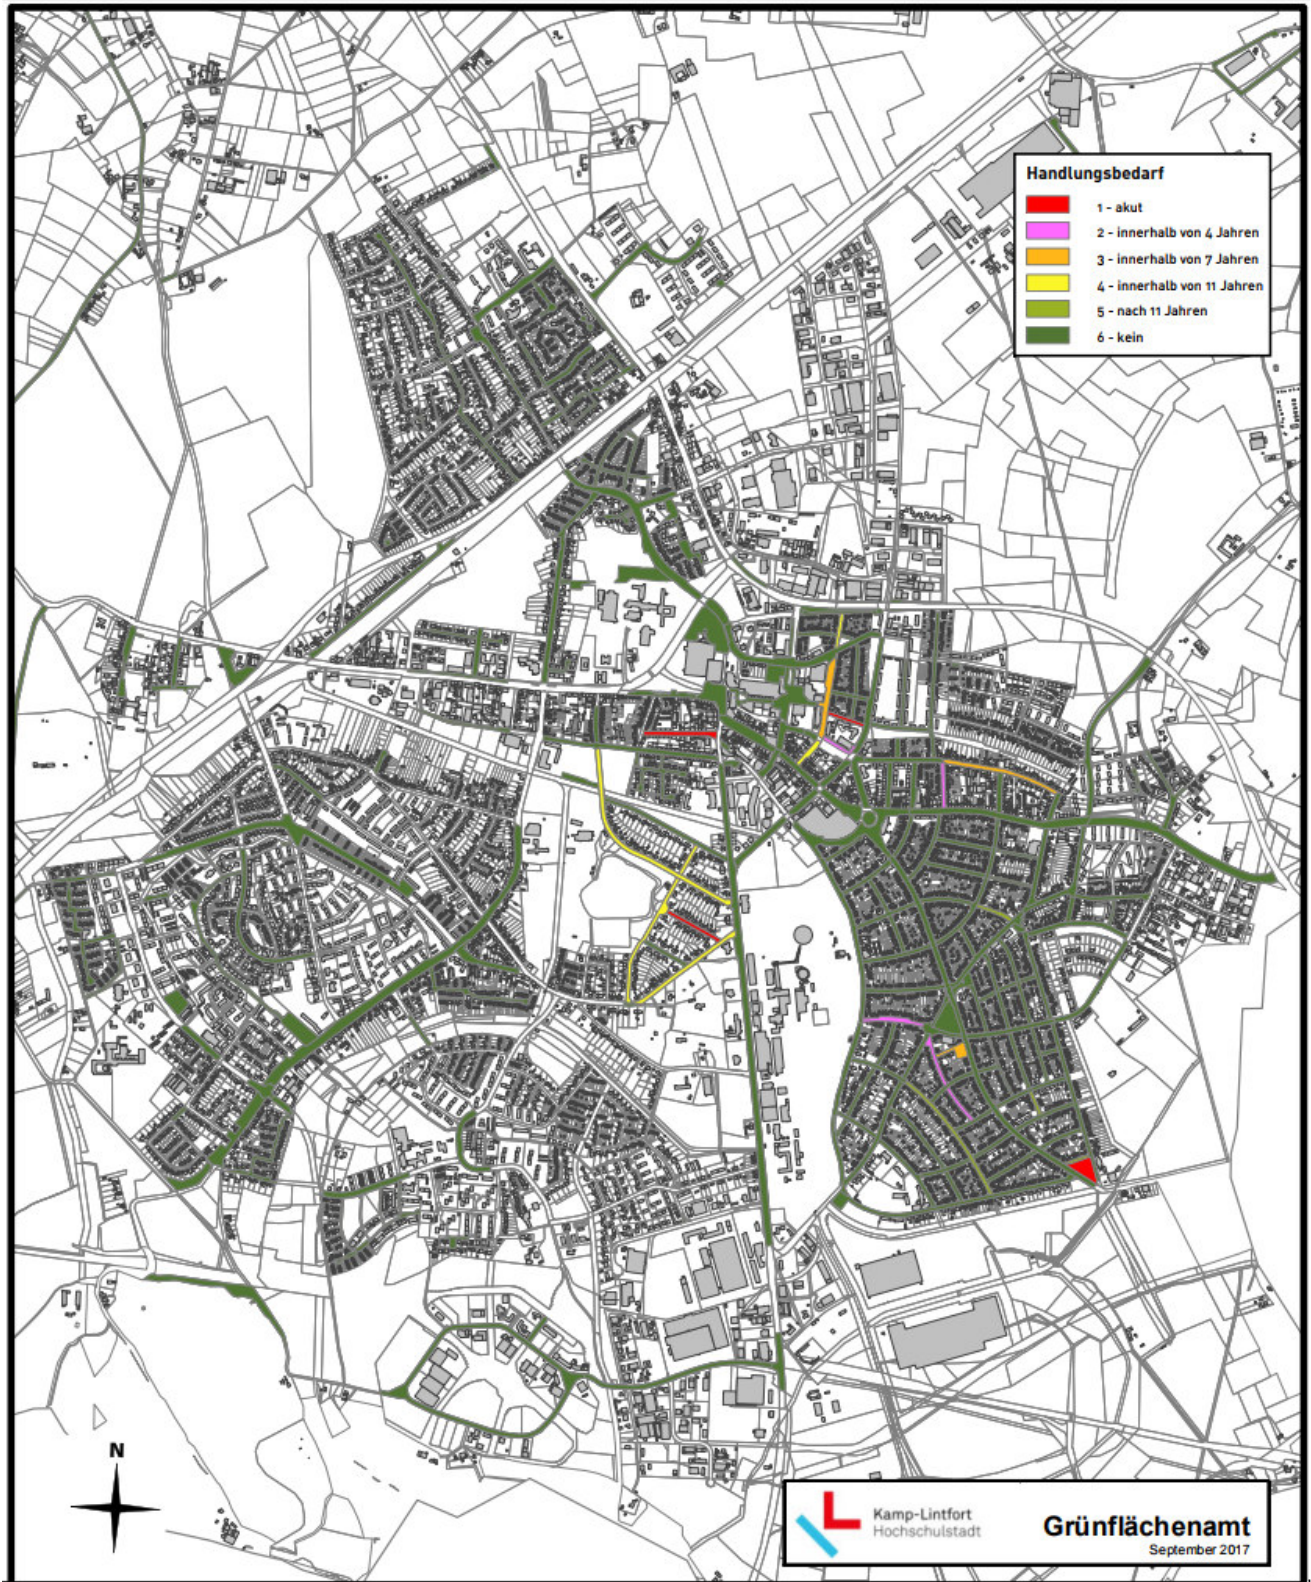 Handlungsbedarf
1 - akut
2 - innerhalb von 4 Jahren
3 - innerhalb von 7 Jahren
4 - innerhalb von 11 Jahren
5 - nach 11 Jahren
6 - kein
N
Kamp-Lintfort
Hochschulstadt
Grünflächenamt
September 2017